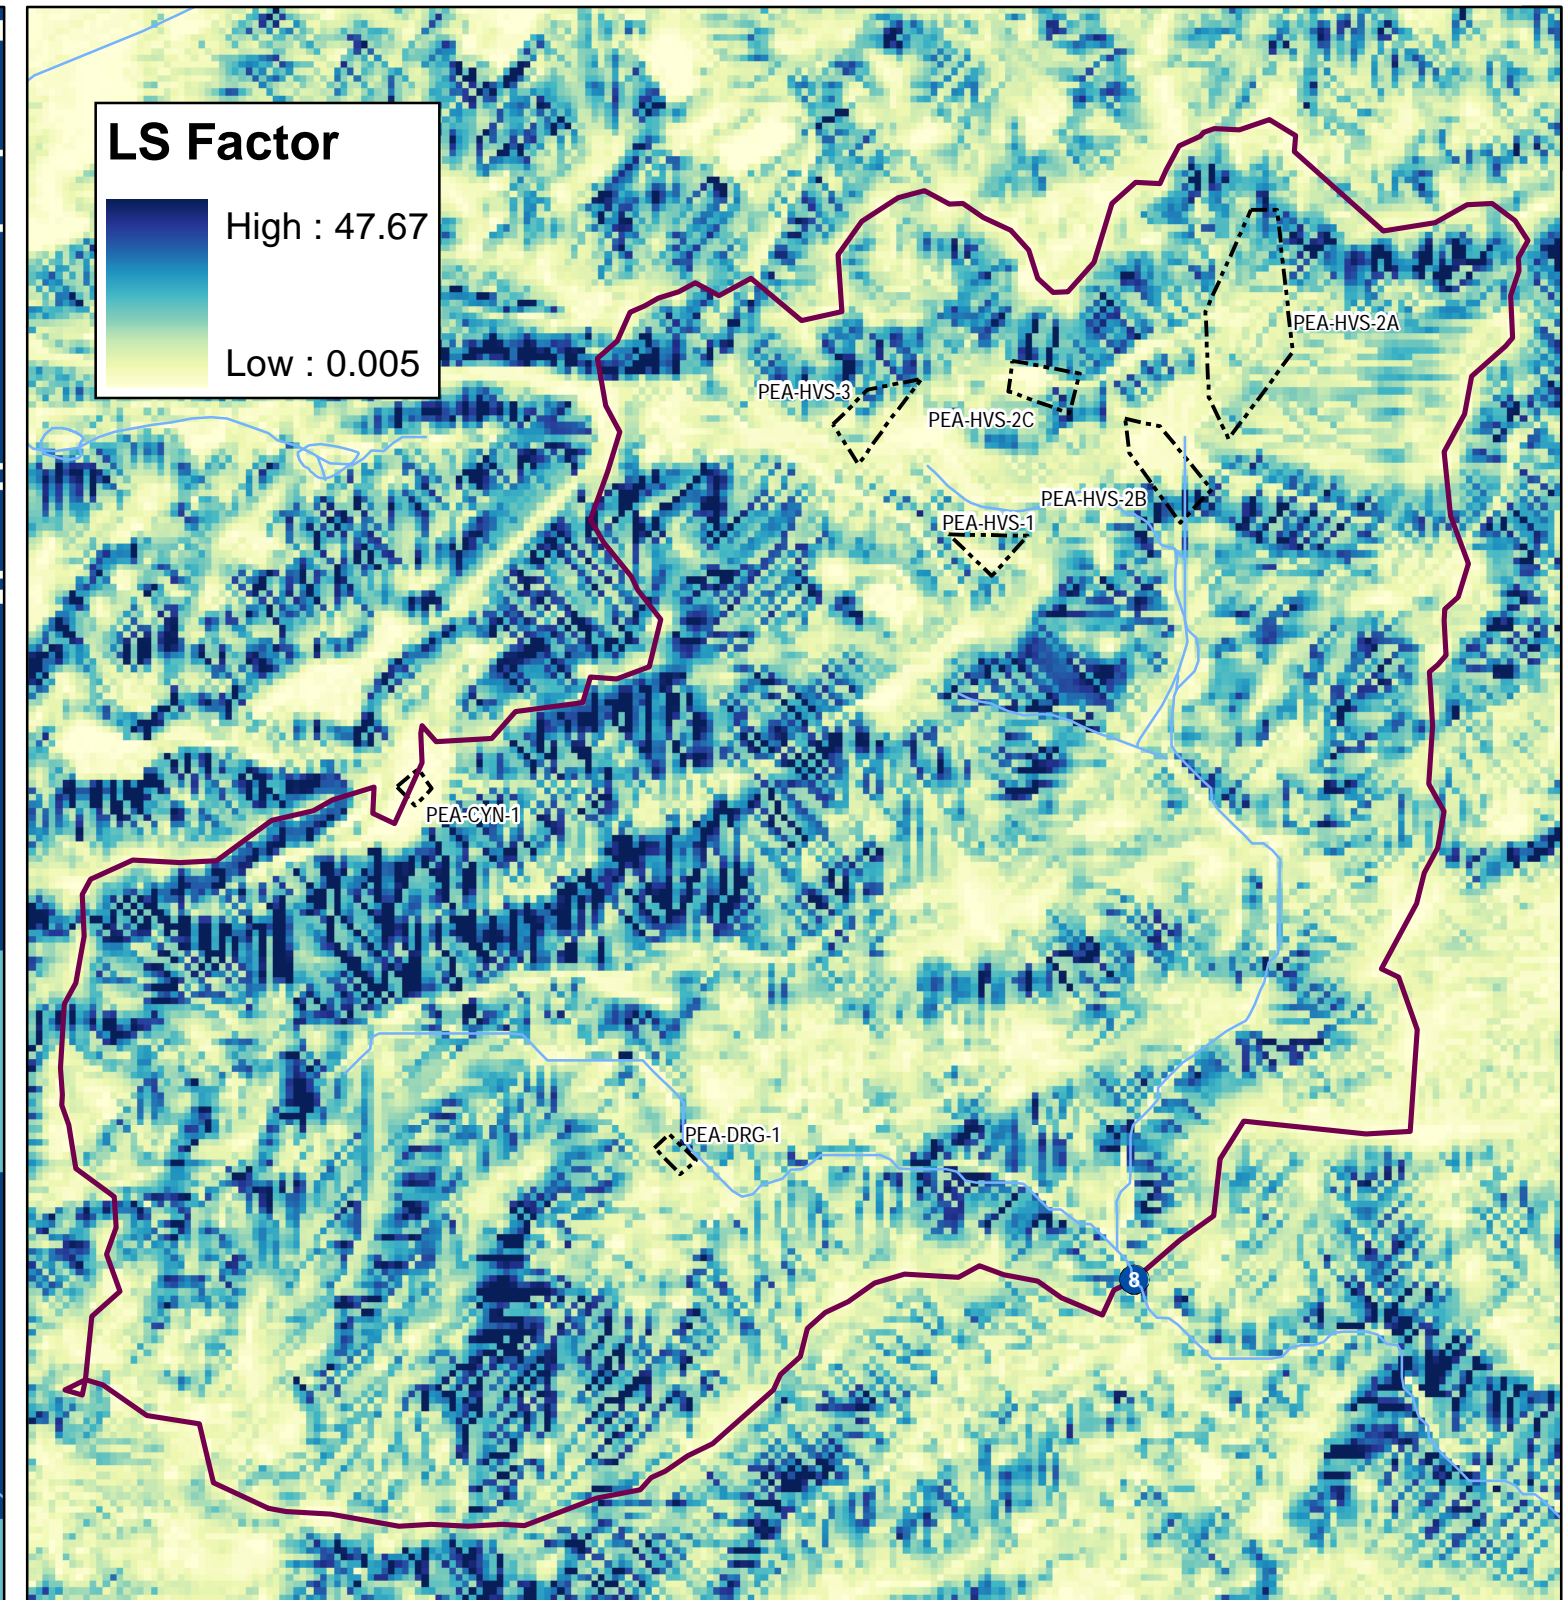 LS Factor
High : 47.67
Low : 0.005
PEA-HVS-2A
PEA-HVS-3
PEA-HVS-2C
PEA-HVS-2B
PEA-HVS-1
PEA-CYN-1
PEA-DRG-1
8